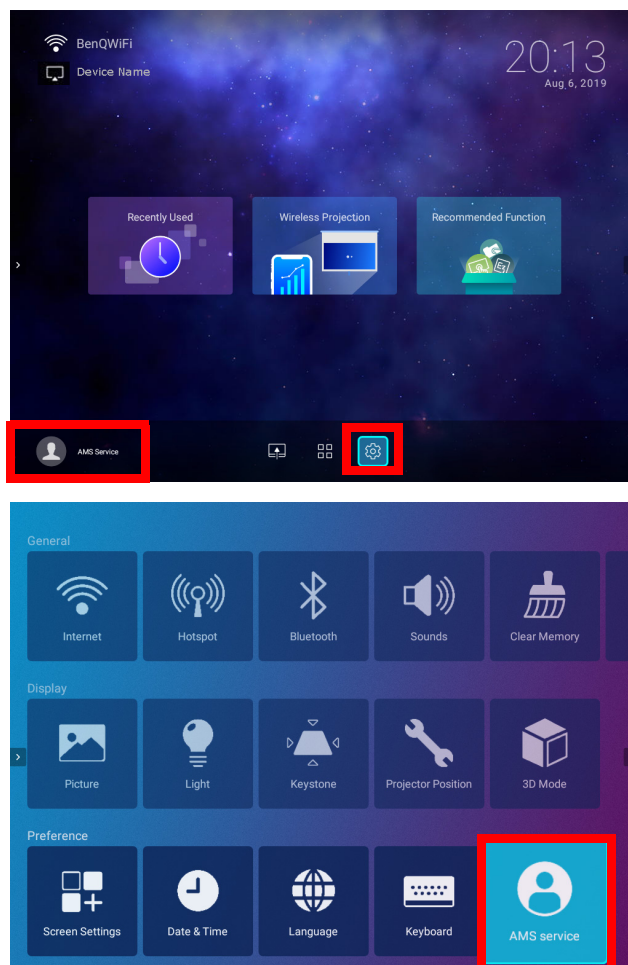 BenQWiFi
Device Name
20:13
Aug 6, 2019
Recently Used
Wireless Projection
Recommended Function
AMS Service
General
Internet
Hotspot
Bluetooth
Sounds
Clear Memory
Display
Picture
Light
Keystone
Projector Position
3D Mode
Preference
Screen Settings
Date & Time
Language
Keyboard
AMS service